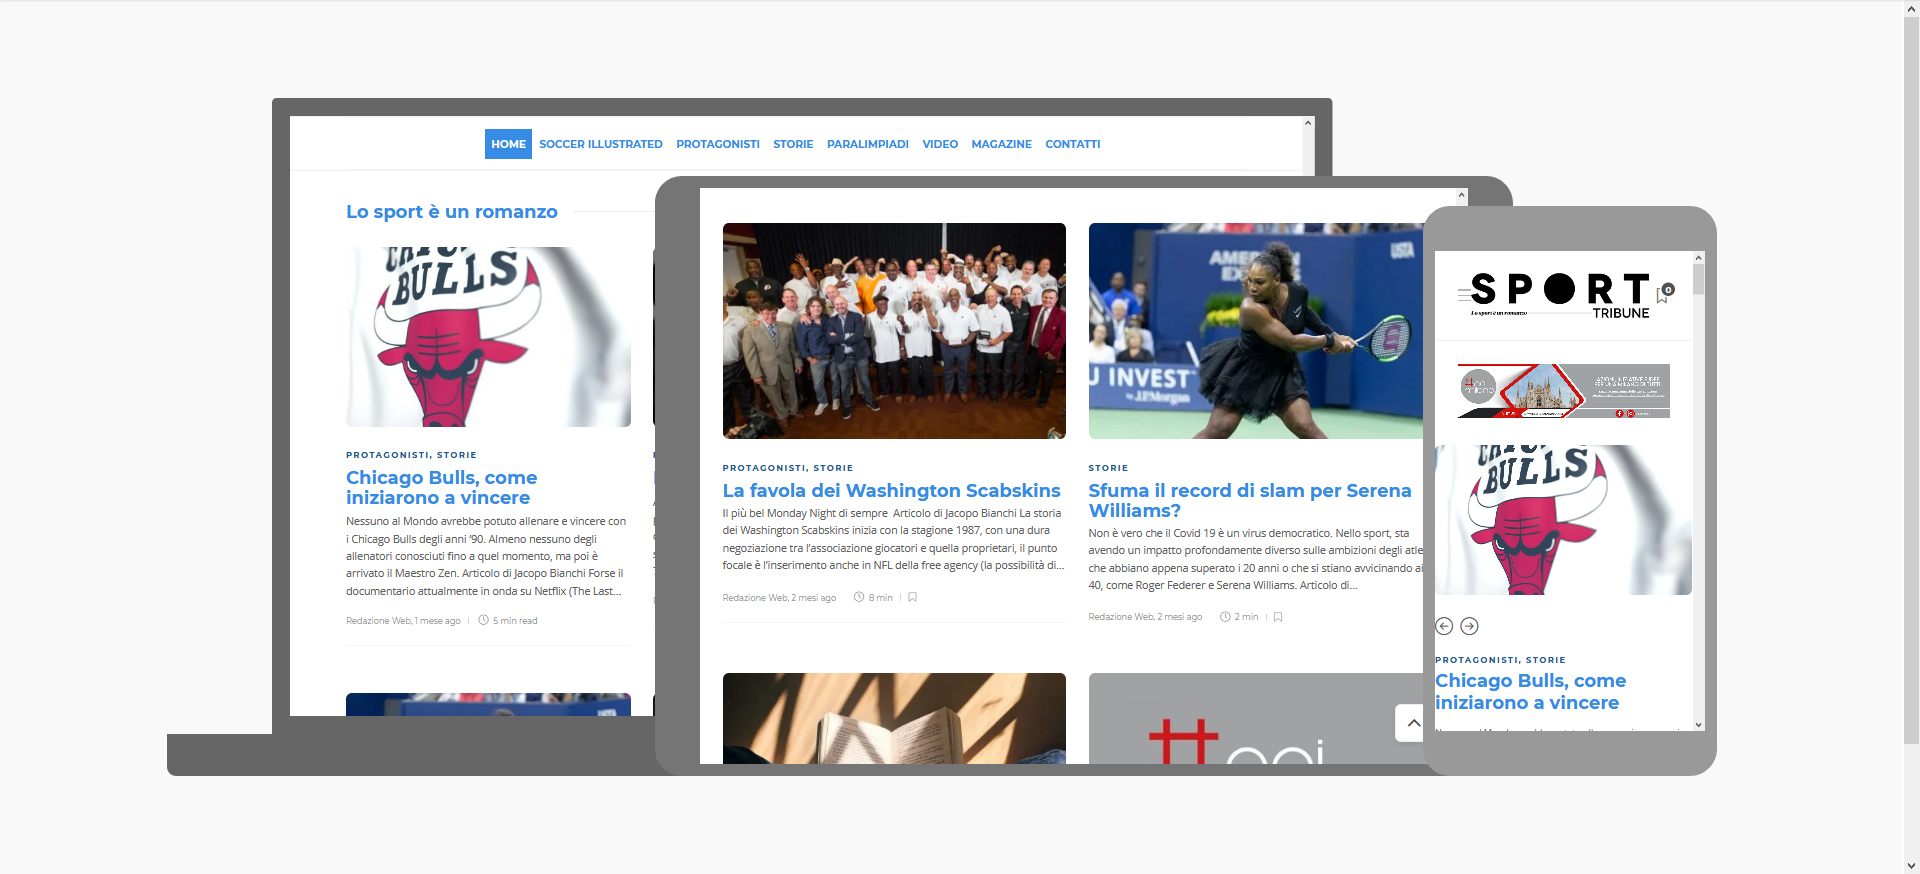 HOME SOCCER ILLUSTRATED PROTAGONISTI STORIE PARALIMPIADI VIDEO MAGAZINE CONTATTI
Lo sport è un romanzo
BULLS
PROTAGONISTI, STORIE
Chicago Bulls, come
iniziarono a vincere
Nessuno al Mondo avrebbe potuto allenare e vincere con
i Chicago Bulls degli anni '90. Almeno nessuno degli
allenatori conosciuti fino a quel momento, ma poi è
arrivato il Maestro Zen. Articolo di Jacopo Bianchi Forse il
documentario attualmente in onda su Netflix (The Last...
Redazione Web, 1 mese ago 5 min read
PROTAGONISTI, STORIE
La favola dei Washington Scabskins
Il più bel Monday Night di sempre Articolo di Jacopo Bianchi La storia
dei Washington Scabskins inizia con la stagione 1987, con una dura
negoziazione tra l'associazione giocatori e quella proprietari, il punto
focale è l'inserimento anche in NFL della free agency (la possibilità di...
Redazione Web, 2 mesi ago 8 min
USTA
U INVEST
by J.P.Morgan
STORIE
Sfuma il record di slam per Serena
Williams?
Non è vero che il Covid 19 è un virus democratico. Nello sport, sta
avendo un impatto profondamente diverso sulle ambizioni degli atle
che abbiano appena superato i 20 anni o che si stiano avvicinando ai
40, come Roger Federer e Serena Williams. Articolo di...
Redazione Web, 2 mesi ago 2 min
SPORT
TRIBUNE
Lo sport è un romanzo
0
BULLS
PROTAGONISTI, STORIE
Chicago Bulls, come
iniziarono a vincere